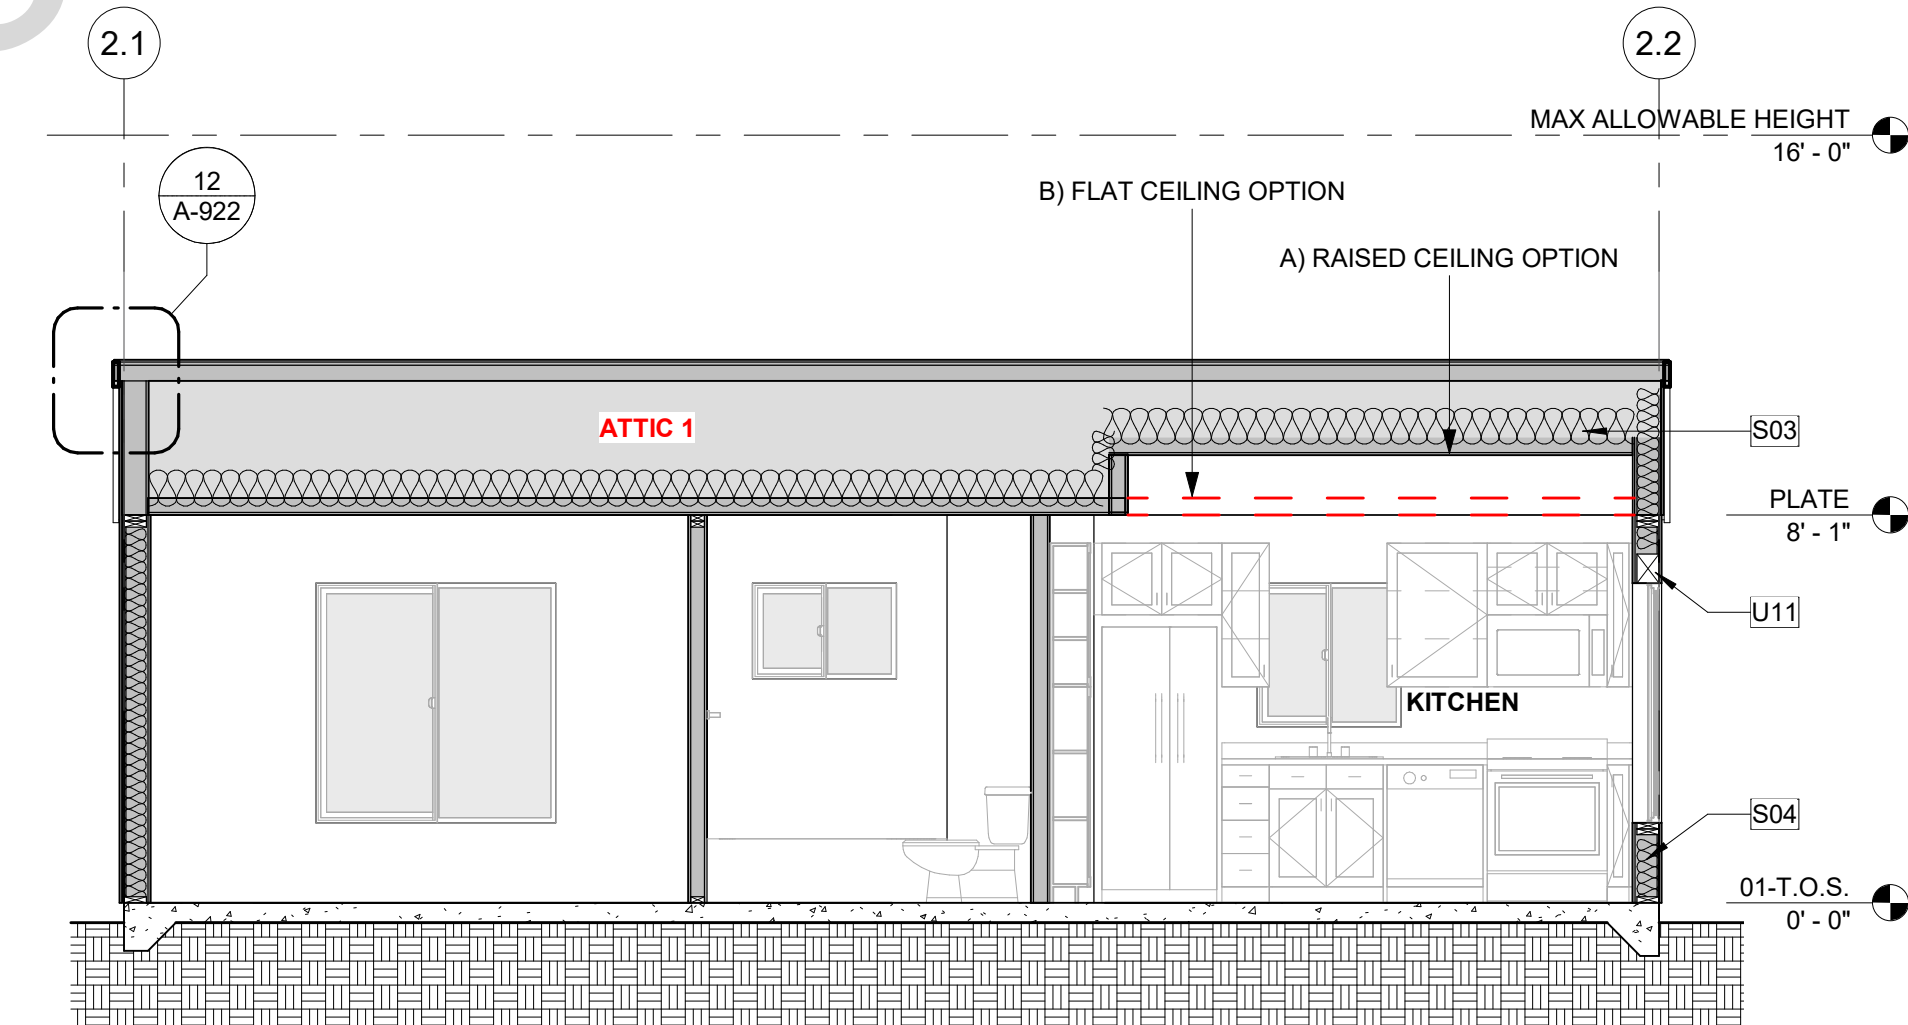 2.1
2.2
MAX ALLOWABLE HEIGHT
16' - 0"
12
A-922
B) FLAT CEILING OPTION
A) RAISED CEILING OPTION
ATTIC 1
S03
PLATE
8' - 1"
U11
KITCHEN
S04
01-T.O.S.
0' - 0"